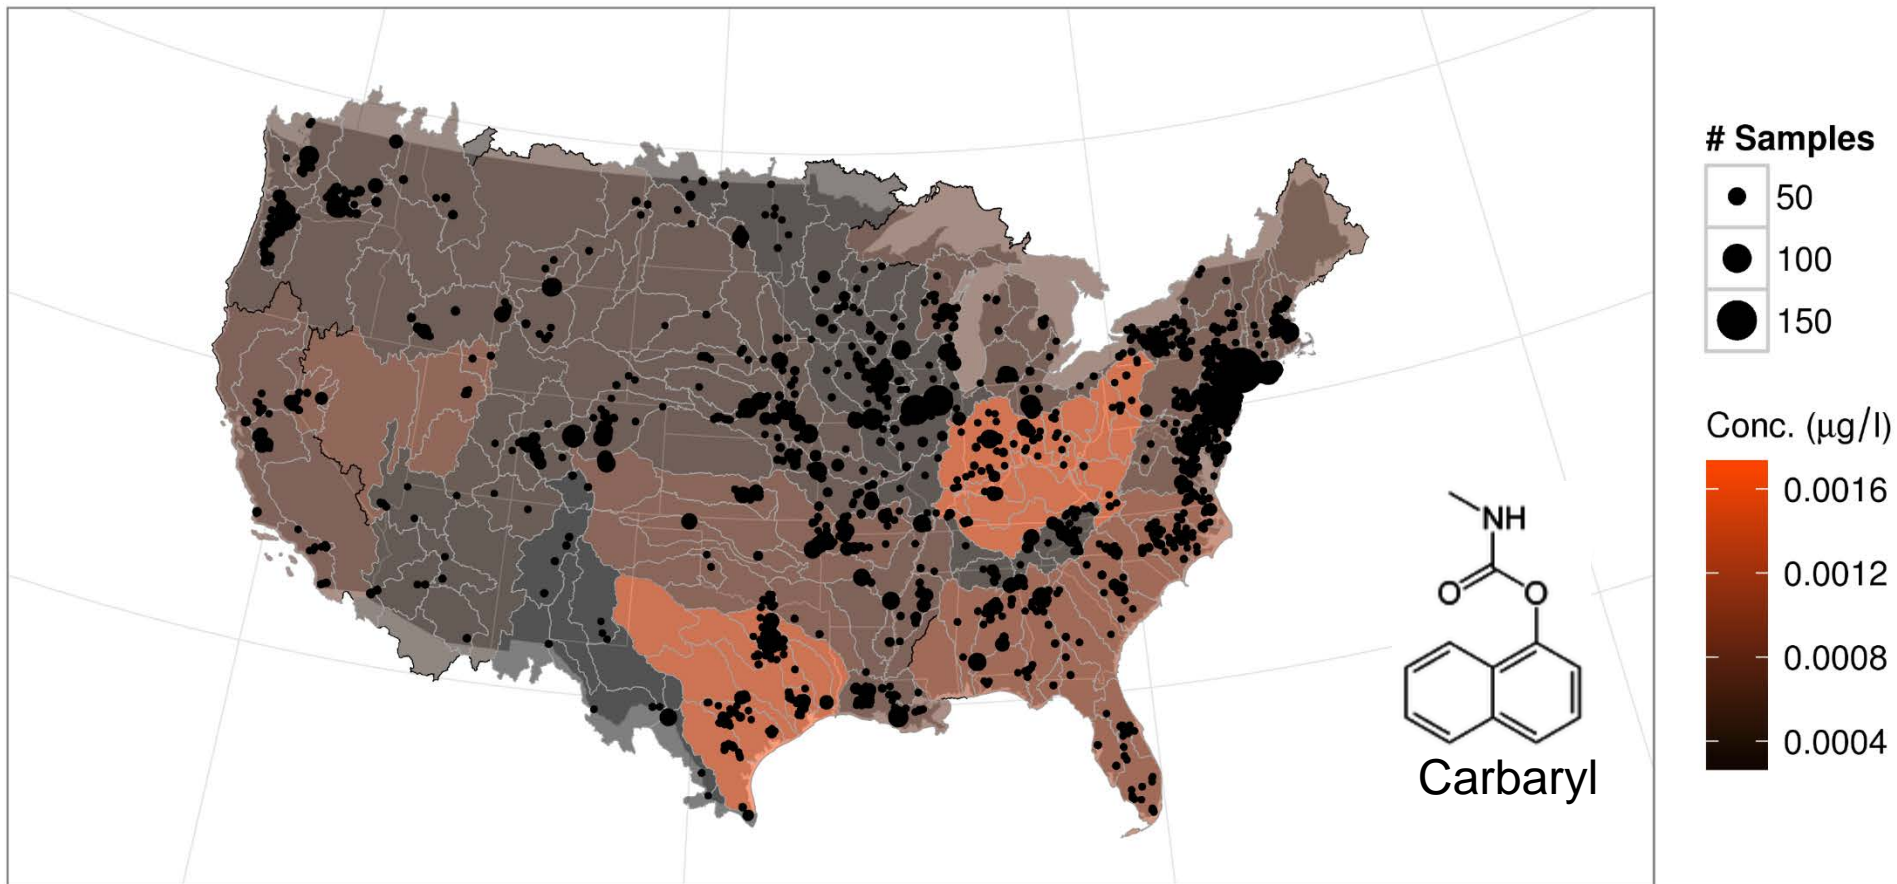 # Samples
50
100
150
Conc. (μg/l)
0.0016
0.0012
0.0008
0.0004
NH
O
O
Carbaryl